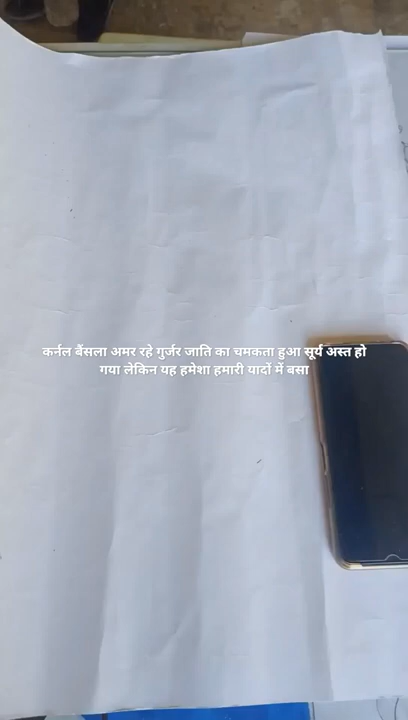 कर्नल बैंसला अमर रहे गुर्जर जाति का चमकता हुआ सूर्य अस्त हो
गया लेकिन यह हमेशा हमारी यादों में बसा